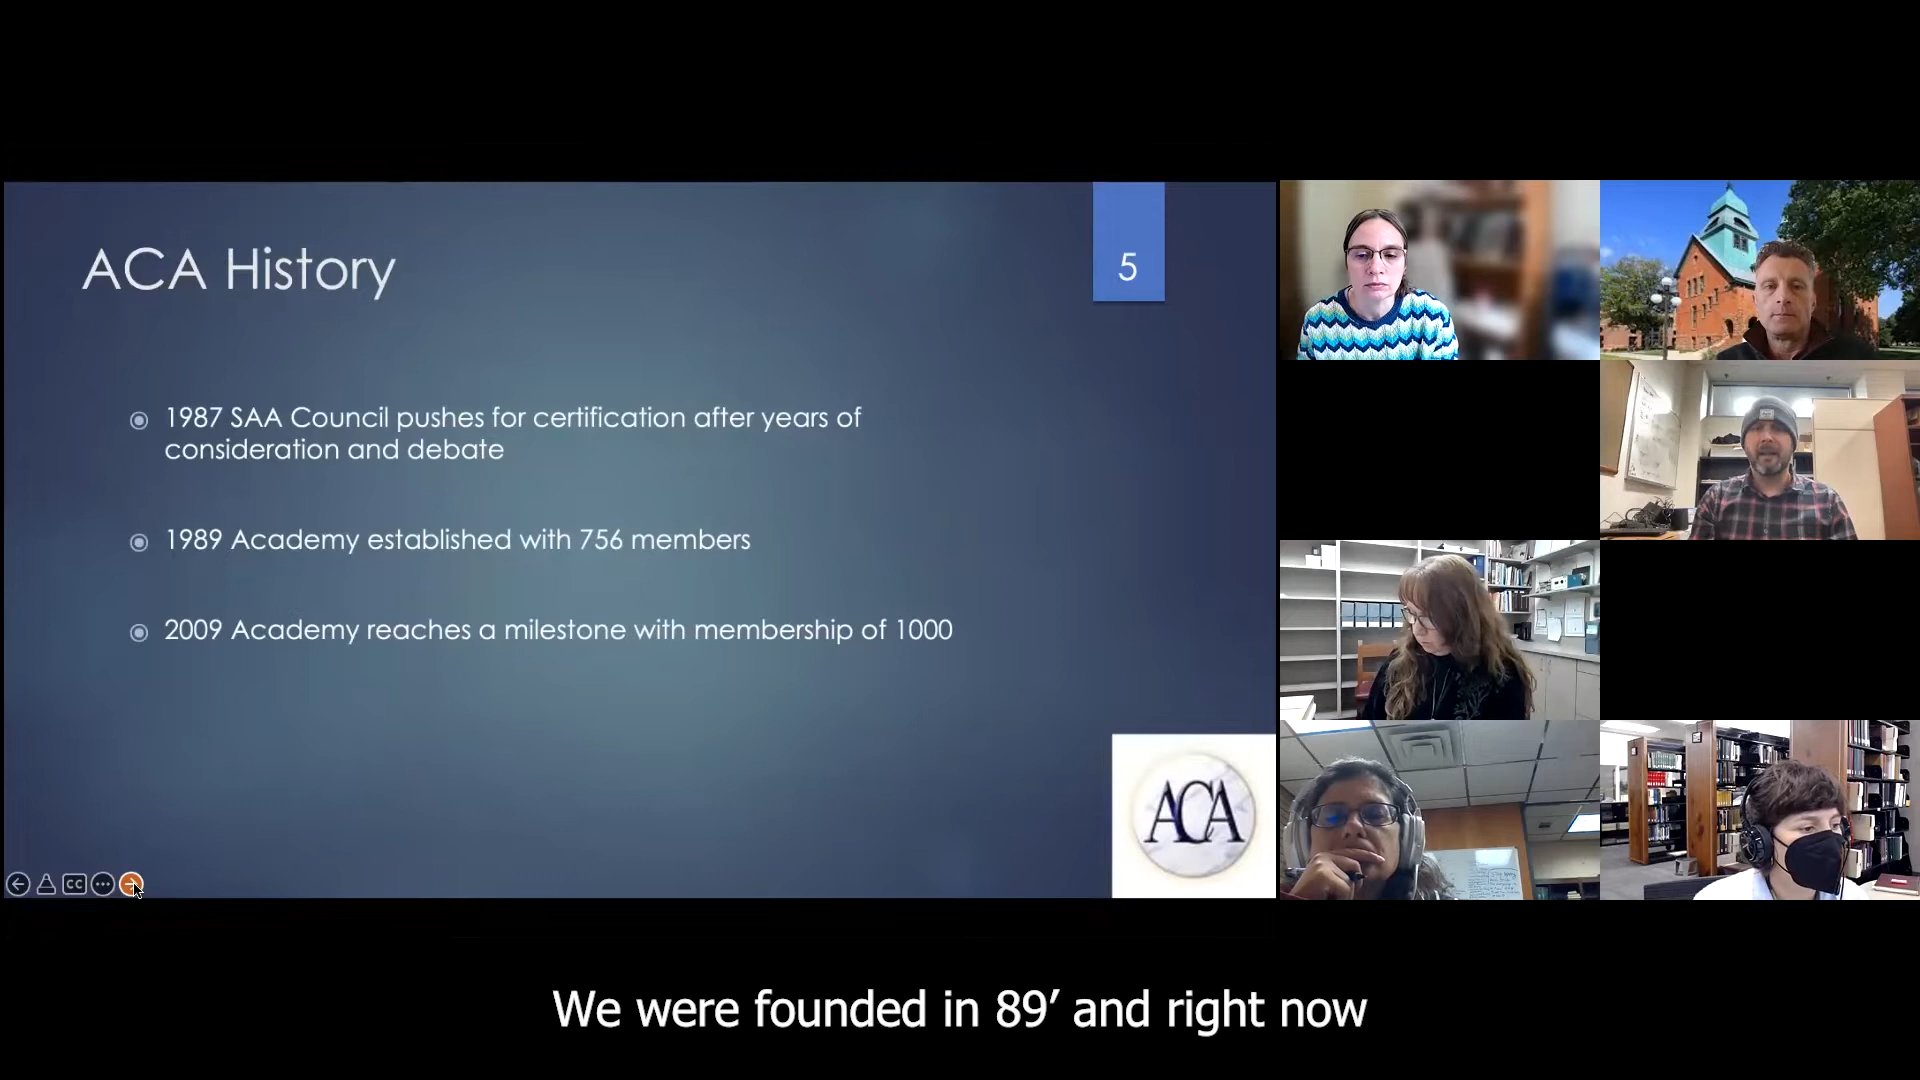 ACA History
5
1987 SAA Council pushes for certification after years of
consideration and debate
1989 Academy established with 756 members
2009 Academy reaches a milestone with membership of 1000
ACA
CC
We were founded in 89’ and right now